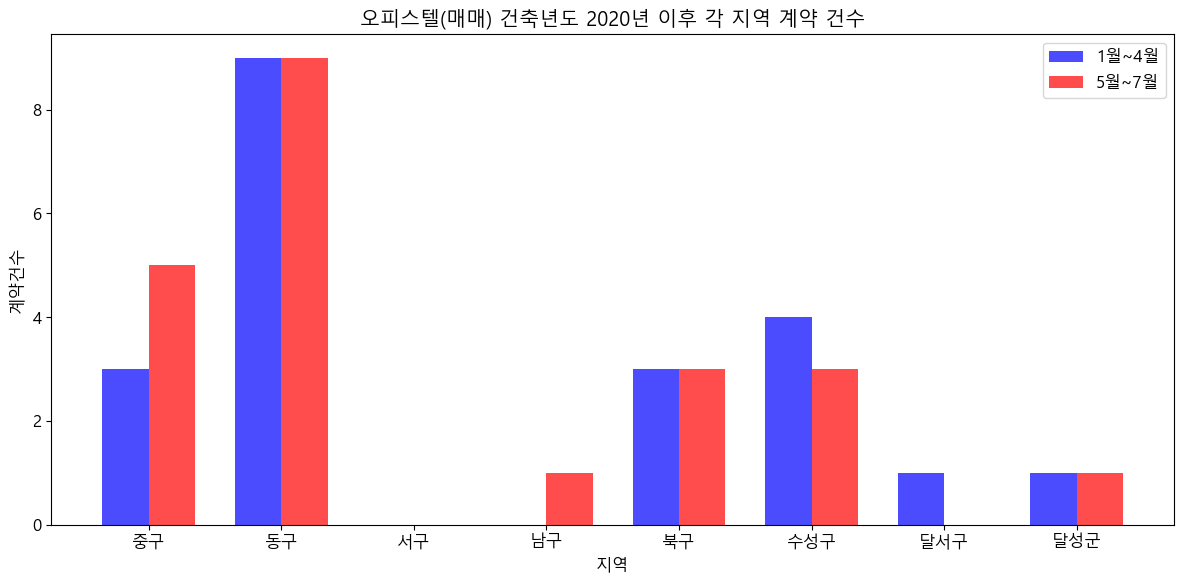 오피스텔(매매) 건축년도 2020년 이후 각 지역 계약 건수
1월~4월
5월~7월
계약건수
8
6
4
2
0
중구 동구 서구 남구 북구 수성구 달서구 달성군
지역